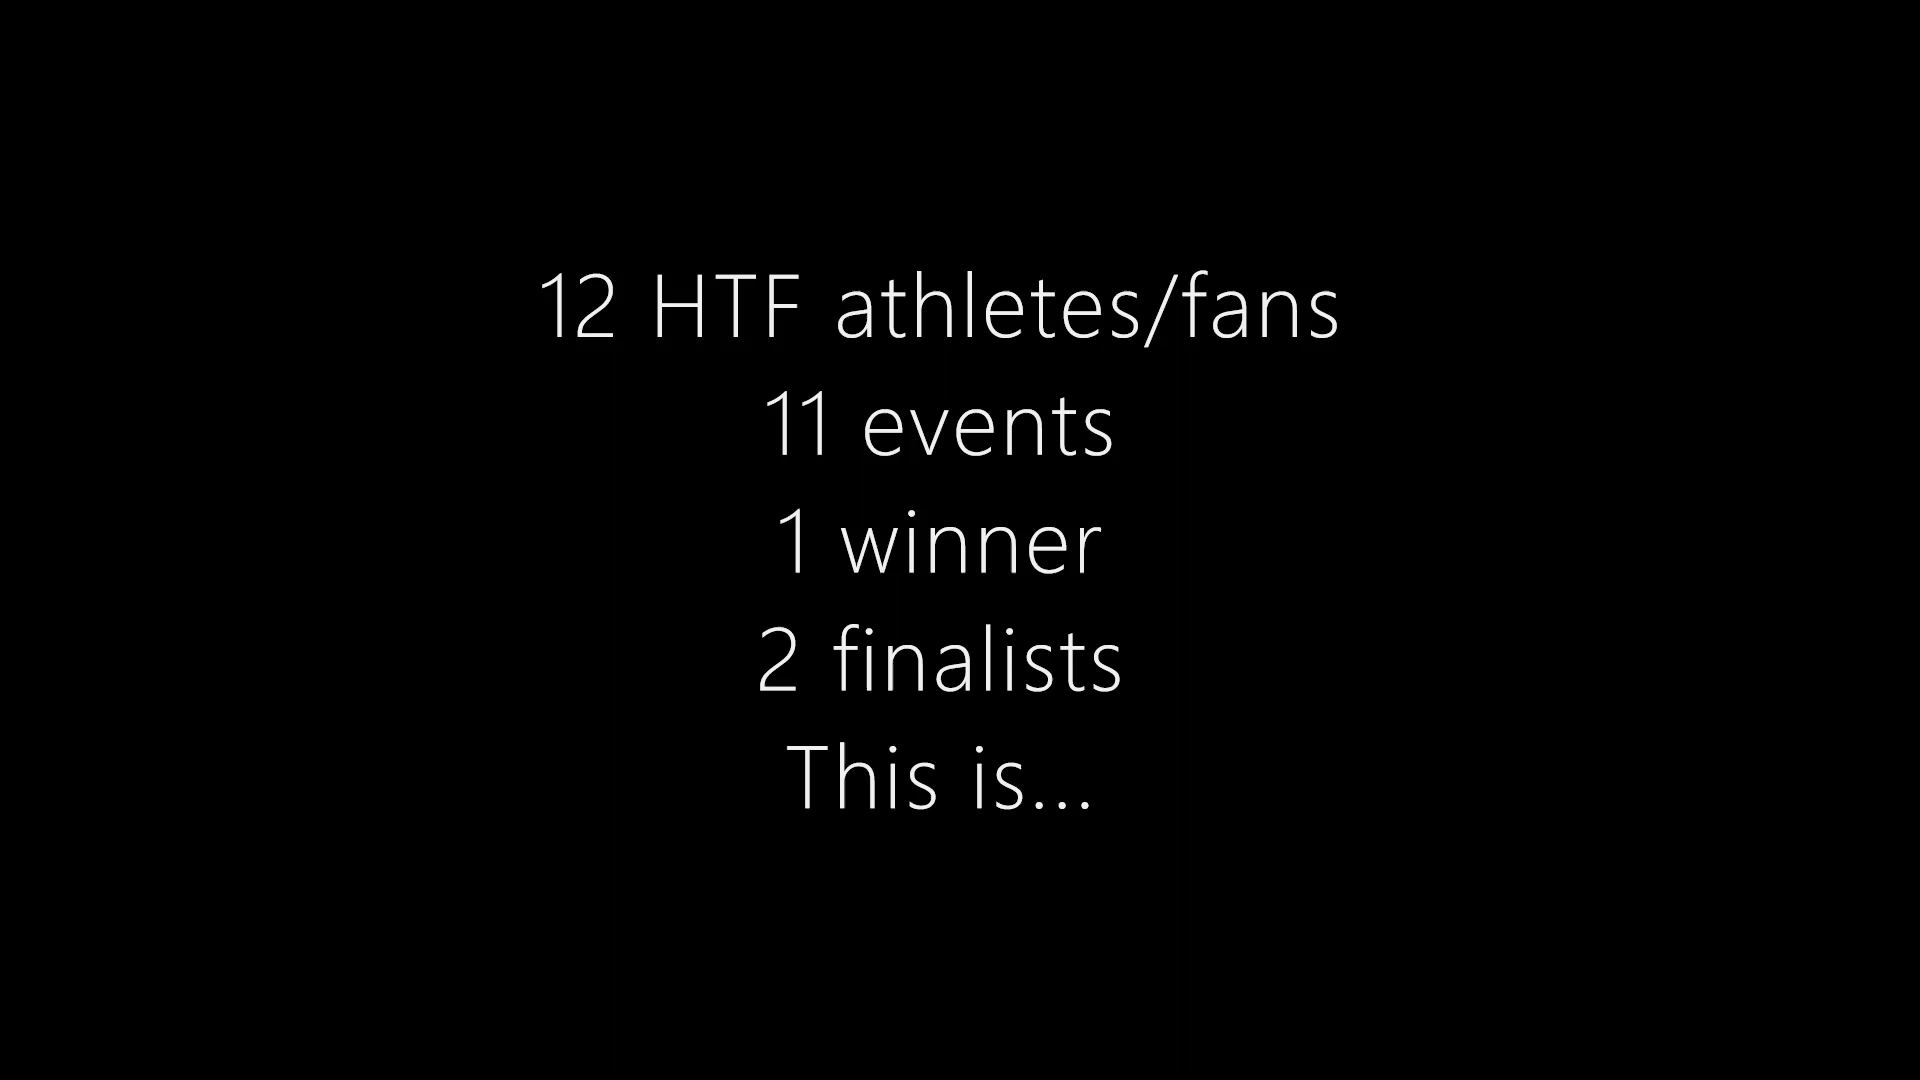 12 HTF athletes/fans
11 events
1 winner
2 finalists
This is...